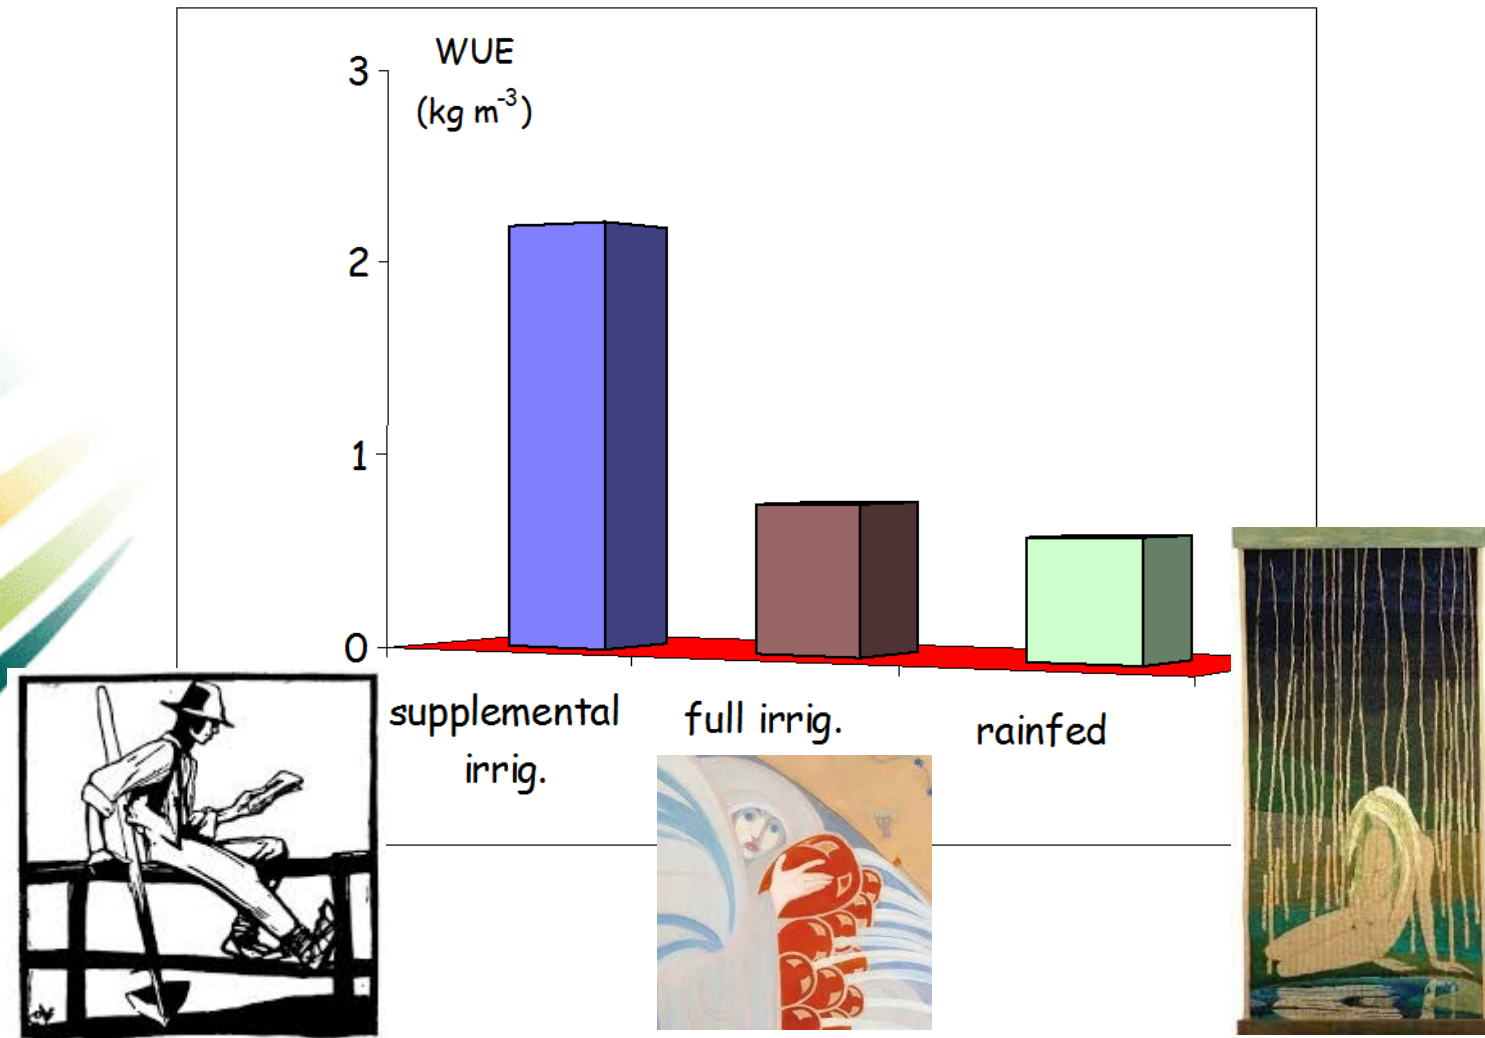 WUE
(kg m-3)
3
2
1
0
supplemental
irrig.
full irrig.
rainfed